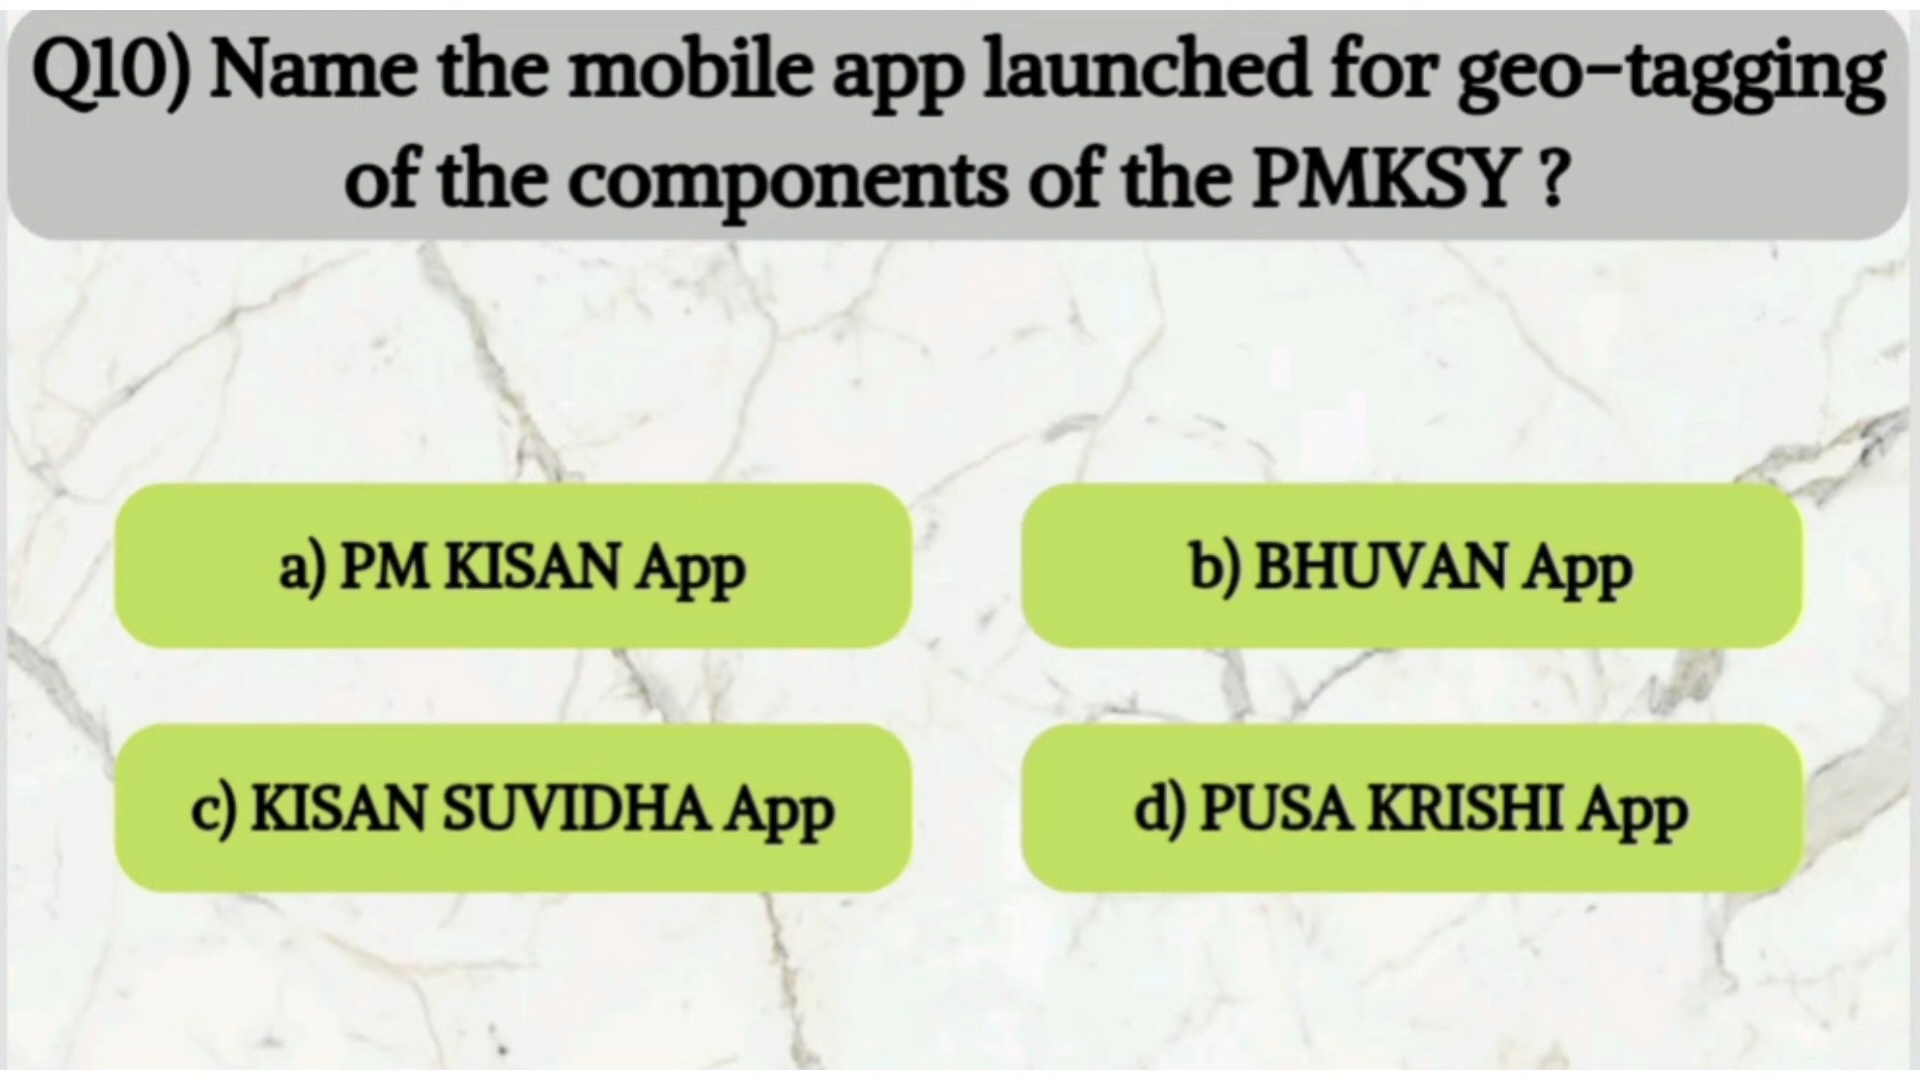 Q10) Name the mobile app launched for geo-tagging
of the components of the PMKSY ?
a) PM KISAN App
b) BHUVAN App
c) KISAN SUVIDHA App
d) PUSA KRISHI App